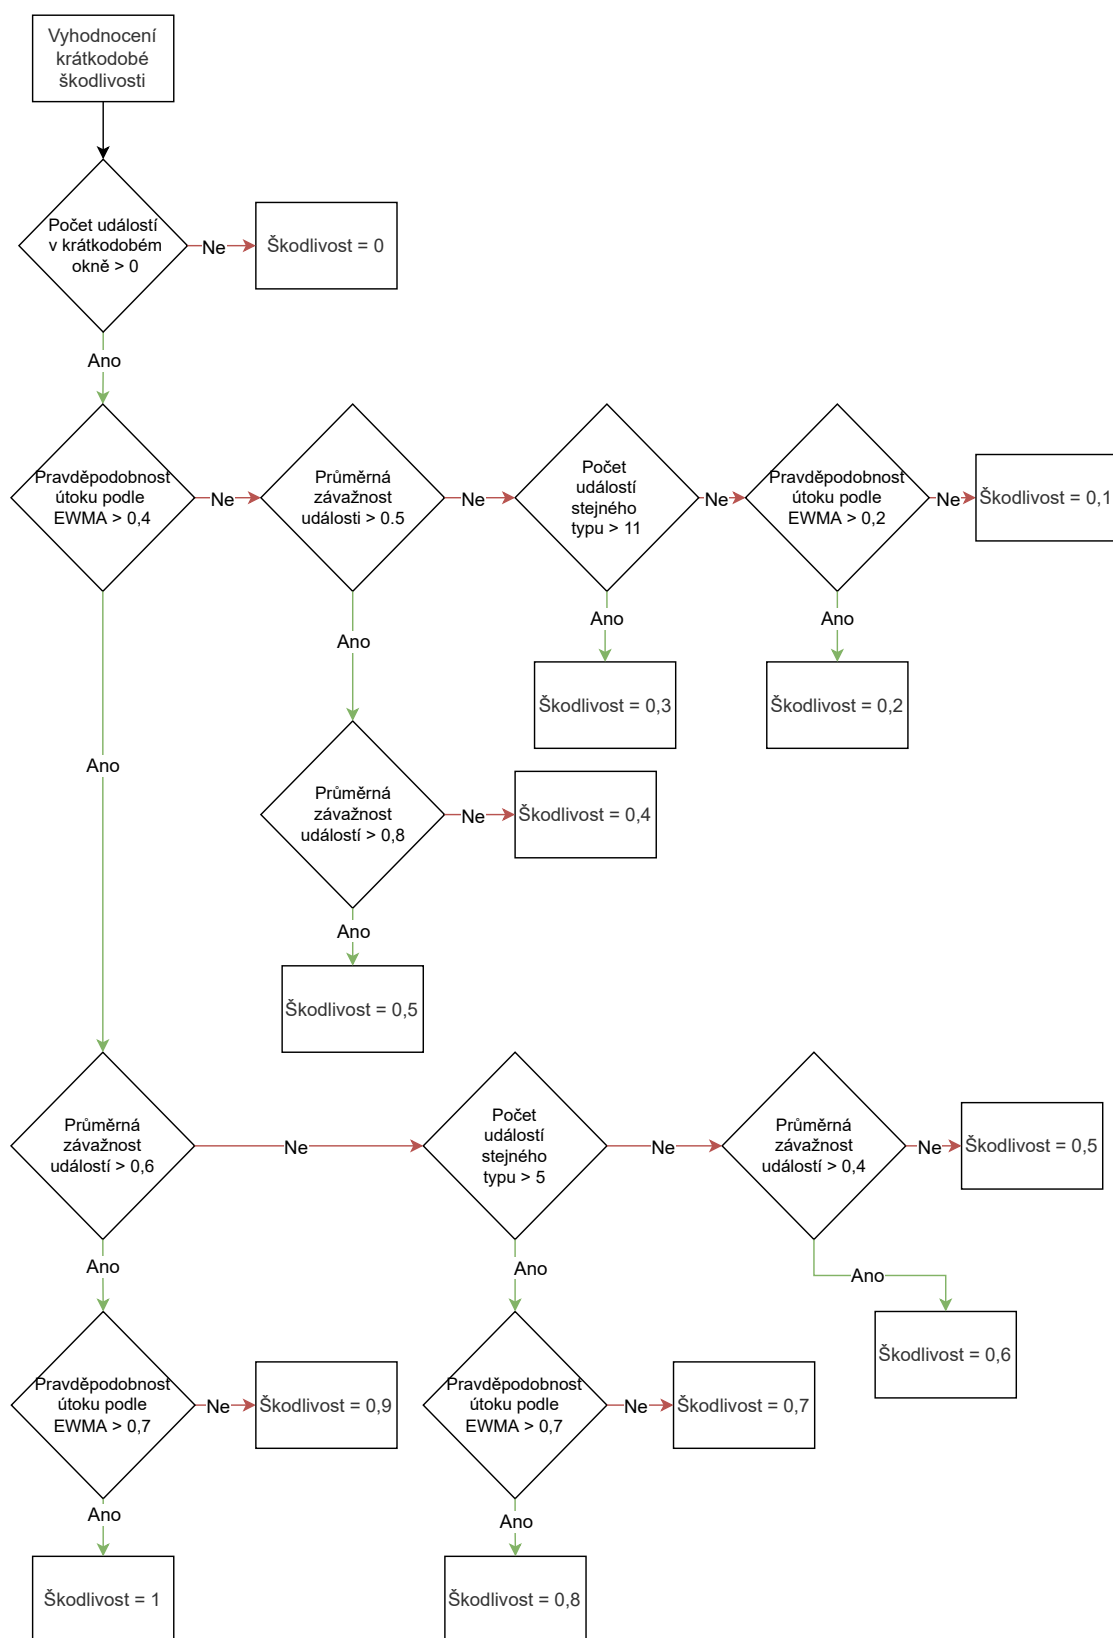 Vyhodnocení
krátkodobé
škodlivosti
Počet událostí
v krátkodobém
okně > 0
Ne
Škodlivost = 0
Ano
Pravděpodobnost
útoku podle
EWMA > 0,4
Ne
Průměrná
závažnost
události > 0.5
Ne
Počet
událostí
stejného
typu > 11
Ne
Pravděpodobnost
útoku podle
EWMA > 0,2
Ne
Škodlivost = 0,1
Ano
Ano
Ano
Škodlivost = 0,3
Škodlivost = 0,2
Ano
Průměrná
závažnost
událostí > 0,8
Ne
Škodlivost = 0,4
Ano
Škodlivost = 0,5
Průměrná
závažnost
událostí > 0,6
Ne
Počet
událostí
stejného
typu > 5
Ne
Průměrná
závažnost
událostí > 0,4
Ne
Škodlivost = 0,5
Ano
Ano
Ano
Škodlivost = 0,6
Pravděpodobnost
útoku podle
EWMA > 0,7
Ne
Škodlivost = 0,9
Pravděpodobnost
útoku podle
EWMA > 0,7
Ne
Škodlivost = 0,7
Ano
Ano
Škodlivost = 1
Škodlivost = 0,8